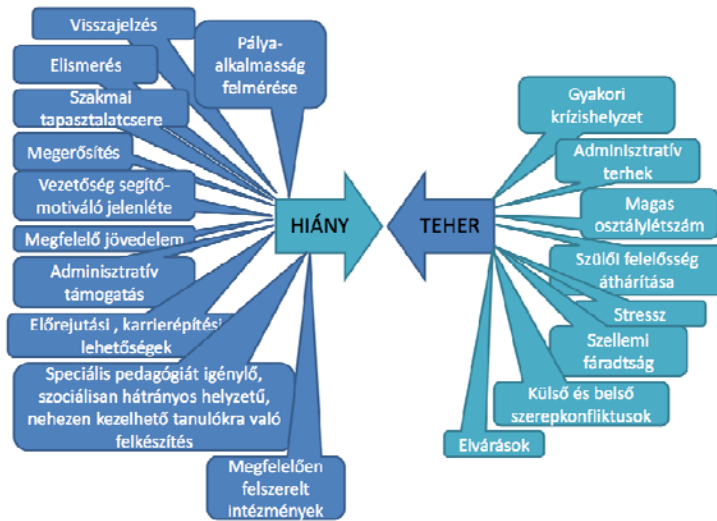 Visszajelzés
Elismerés
Szakmai
tapasztalatcsere
Megerősítés
Vezetőség segítő-
motiváló jelenléte
Megfelelő jövedelem
Adminisztratív
támogatás
Előrejutási , karrierépítési
lehetőségek
Speciális pedagógiát igénylő,
szociálisan hátrányos helyzetű,
nehezen kezelhető tanulókra való
felkészítés
Megfelelően
felszerelt
intézmények
Pálya-
alkalmasság
felmérése
HIÁNY
TEHER
Gyakori
krízishelyzet
Adminisztratív
terhek
Magas
osztálylétszám
Szülői felelősség
áthárítása
Stressz
Szellemi
fáradtság
Külső és belső
szerepkonfliktusok
Elvárások